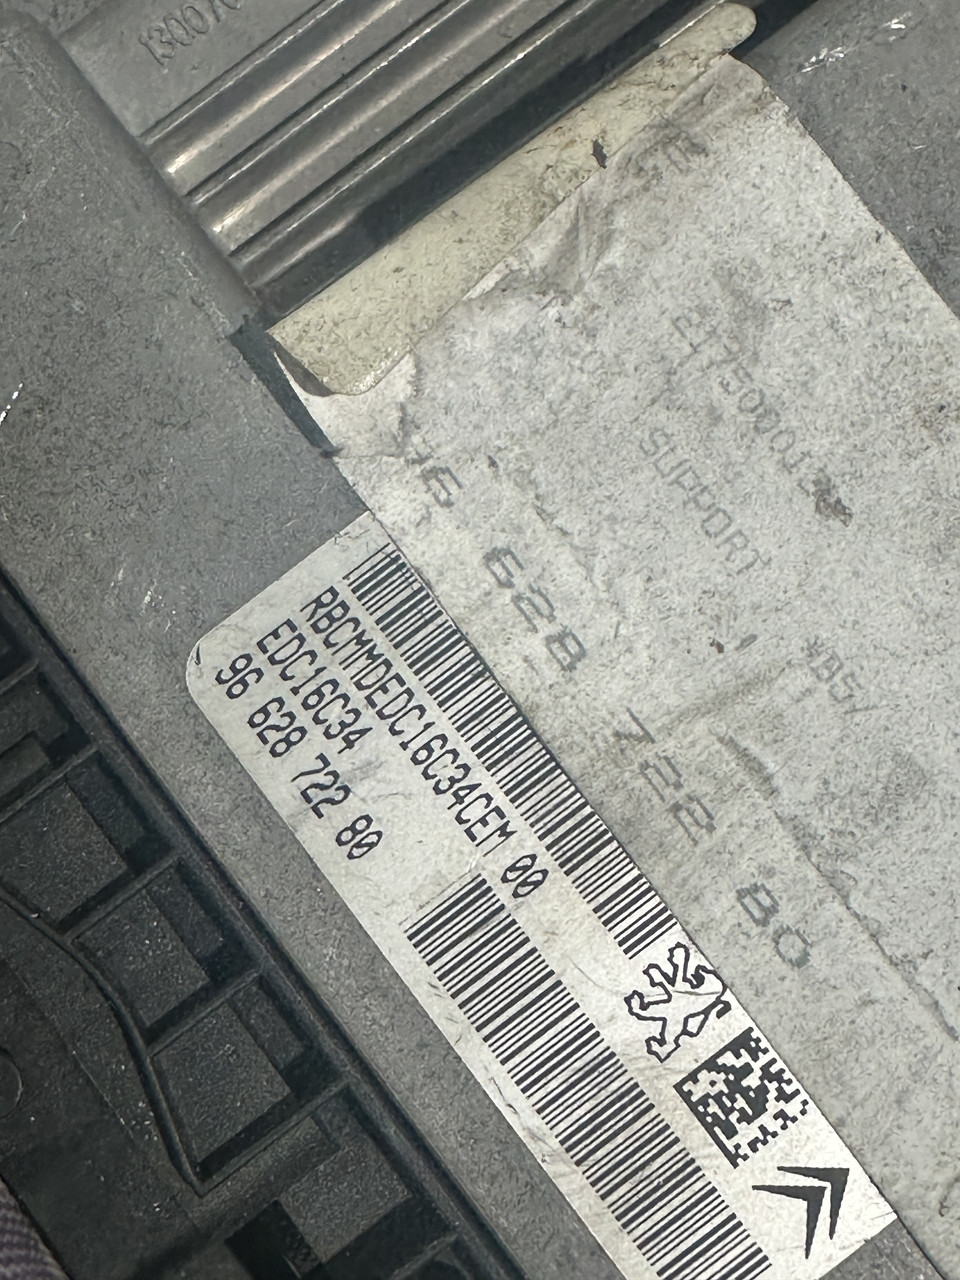 RBCMMDEDC16C34CEM 00
EDC16C34
96 628 722 80
628 722 80
SUPPORT